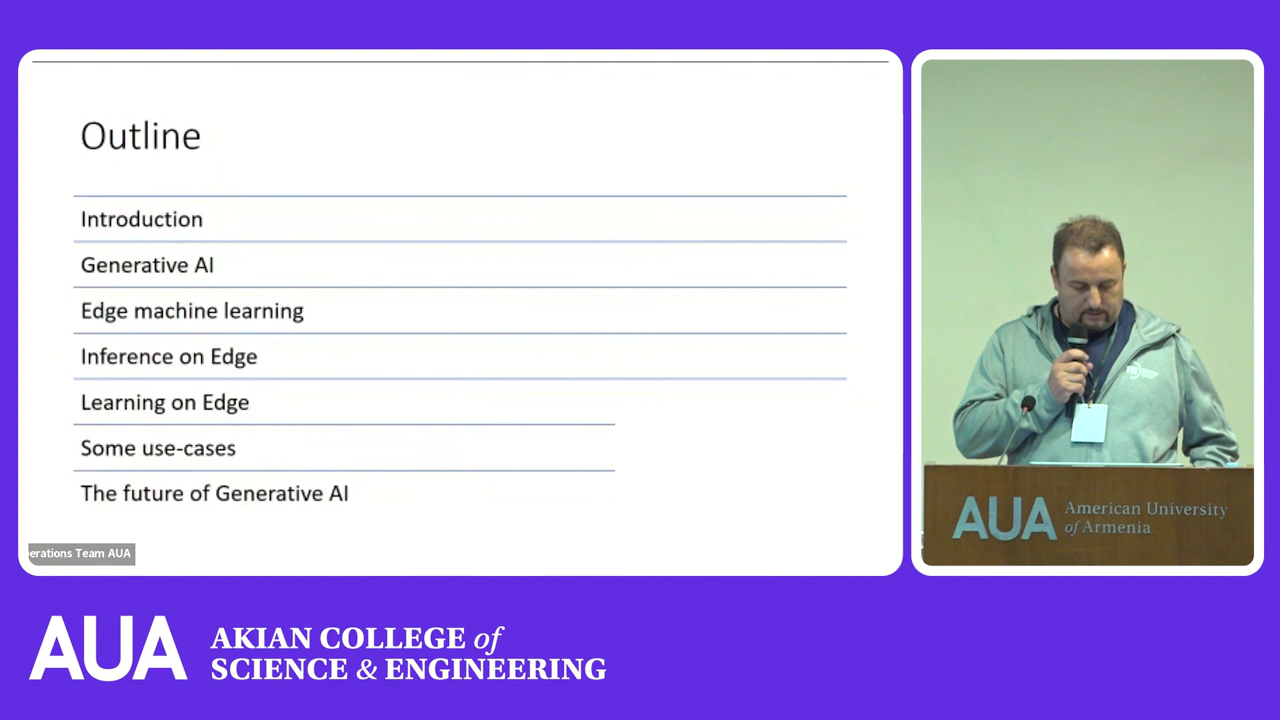 Outline
Introduction
Generative AI
Edge machine learning
Inference on Edge
Learning on Edge
Some use-cases
The future of Generative AI
erations Team AUA
AUA American University
of Armenia
AUA AKIAN COLLEGE of
SCIENCE & ENGINEERING